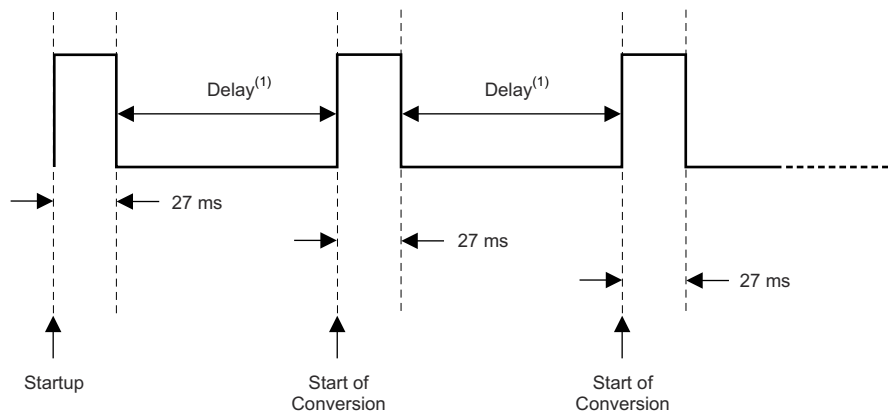 Delay(1)
Delay(1)
27 ms
27 ms
27 ms
Startup
Start of
Conversion
Start of
Conversion